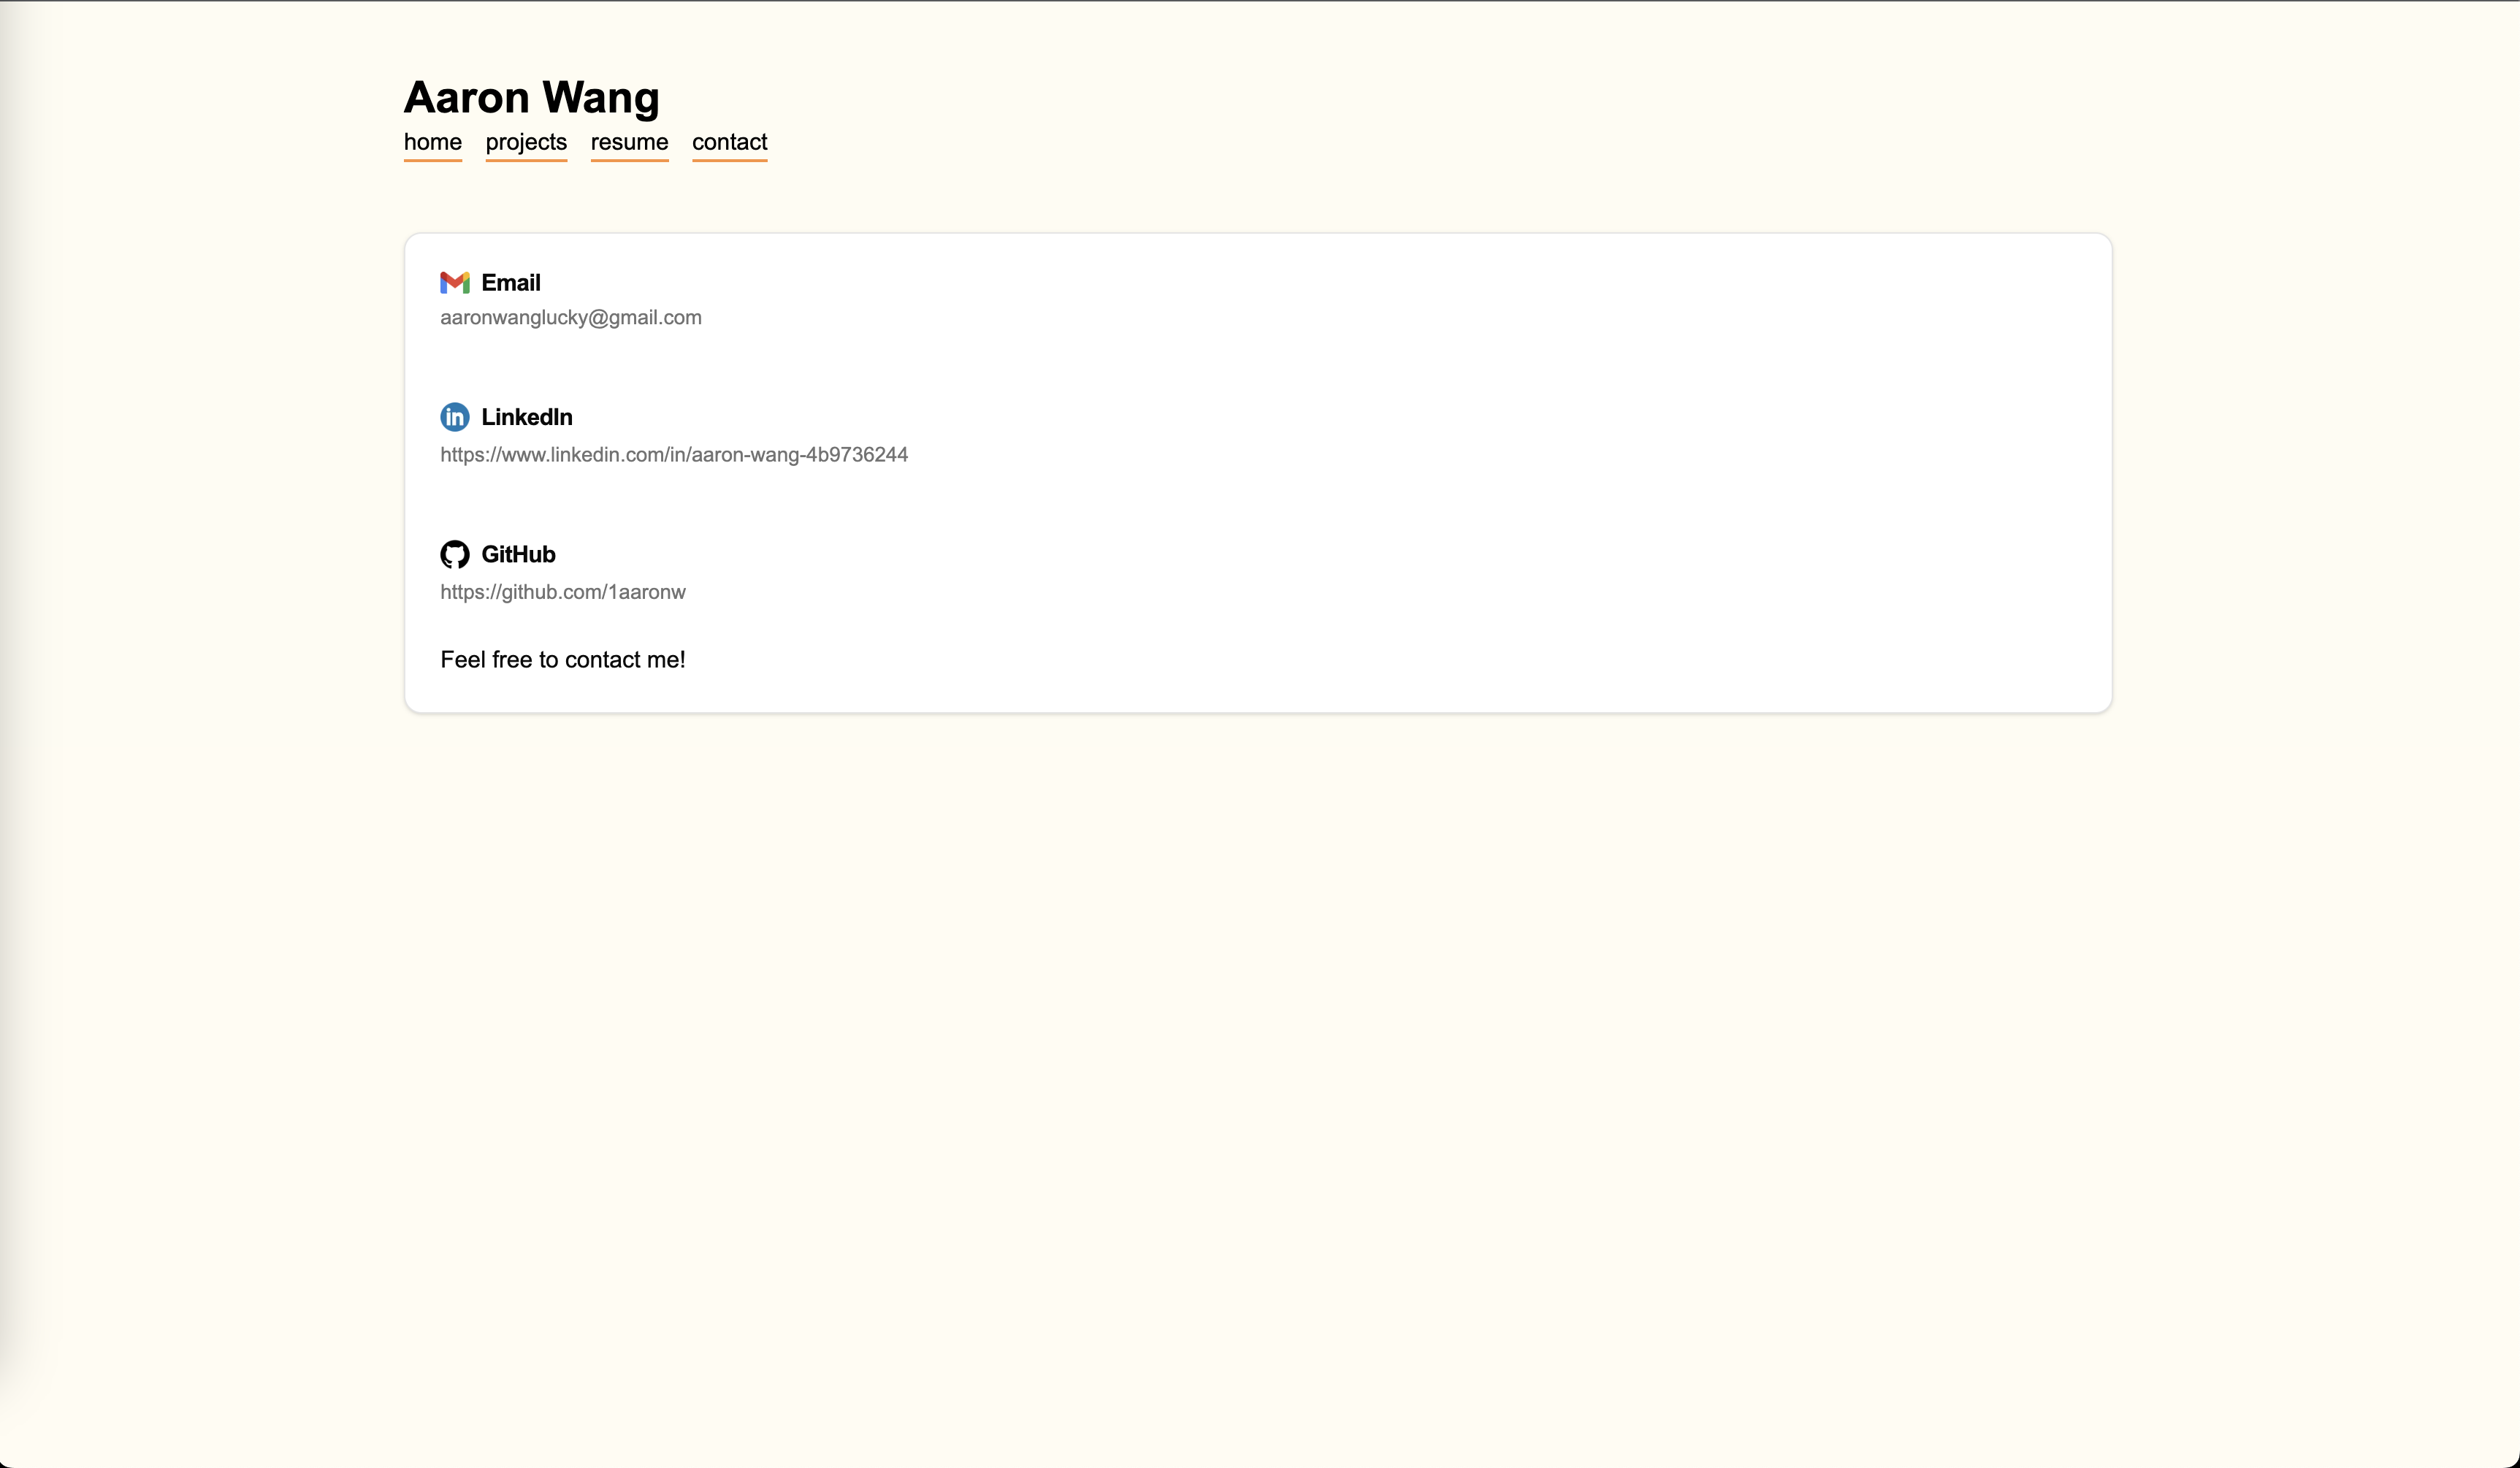 Aaron Wang
home projects resume contact
Email
aaronwanglucky@gmail.com
in LinkedIn
https://www.linkedin.com/in/aaron-wang-4b9736244
GitHub
https://github.com/1aaronw
Feel free to contact me!